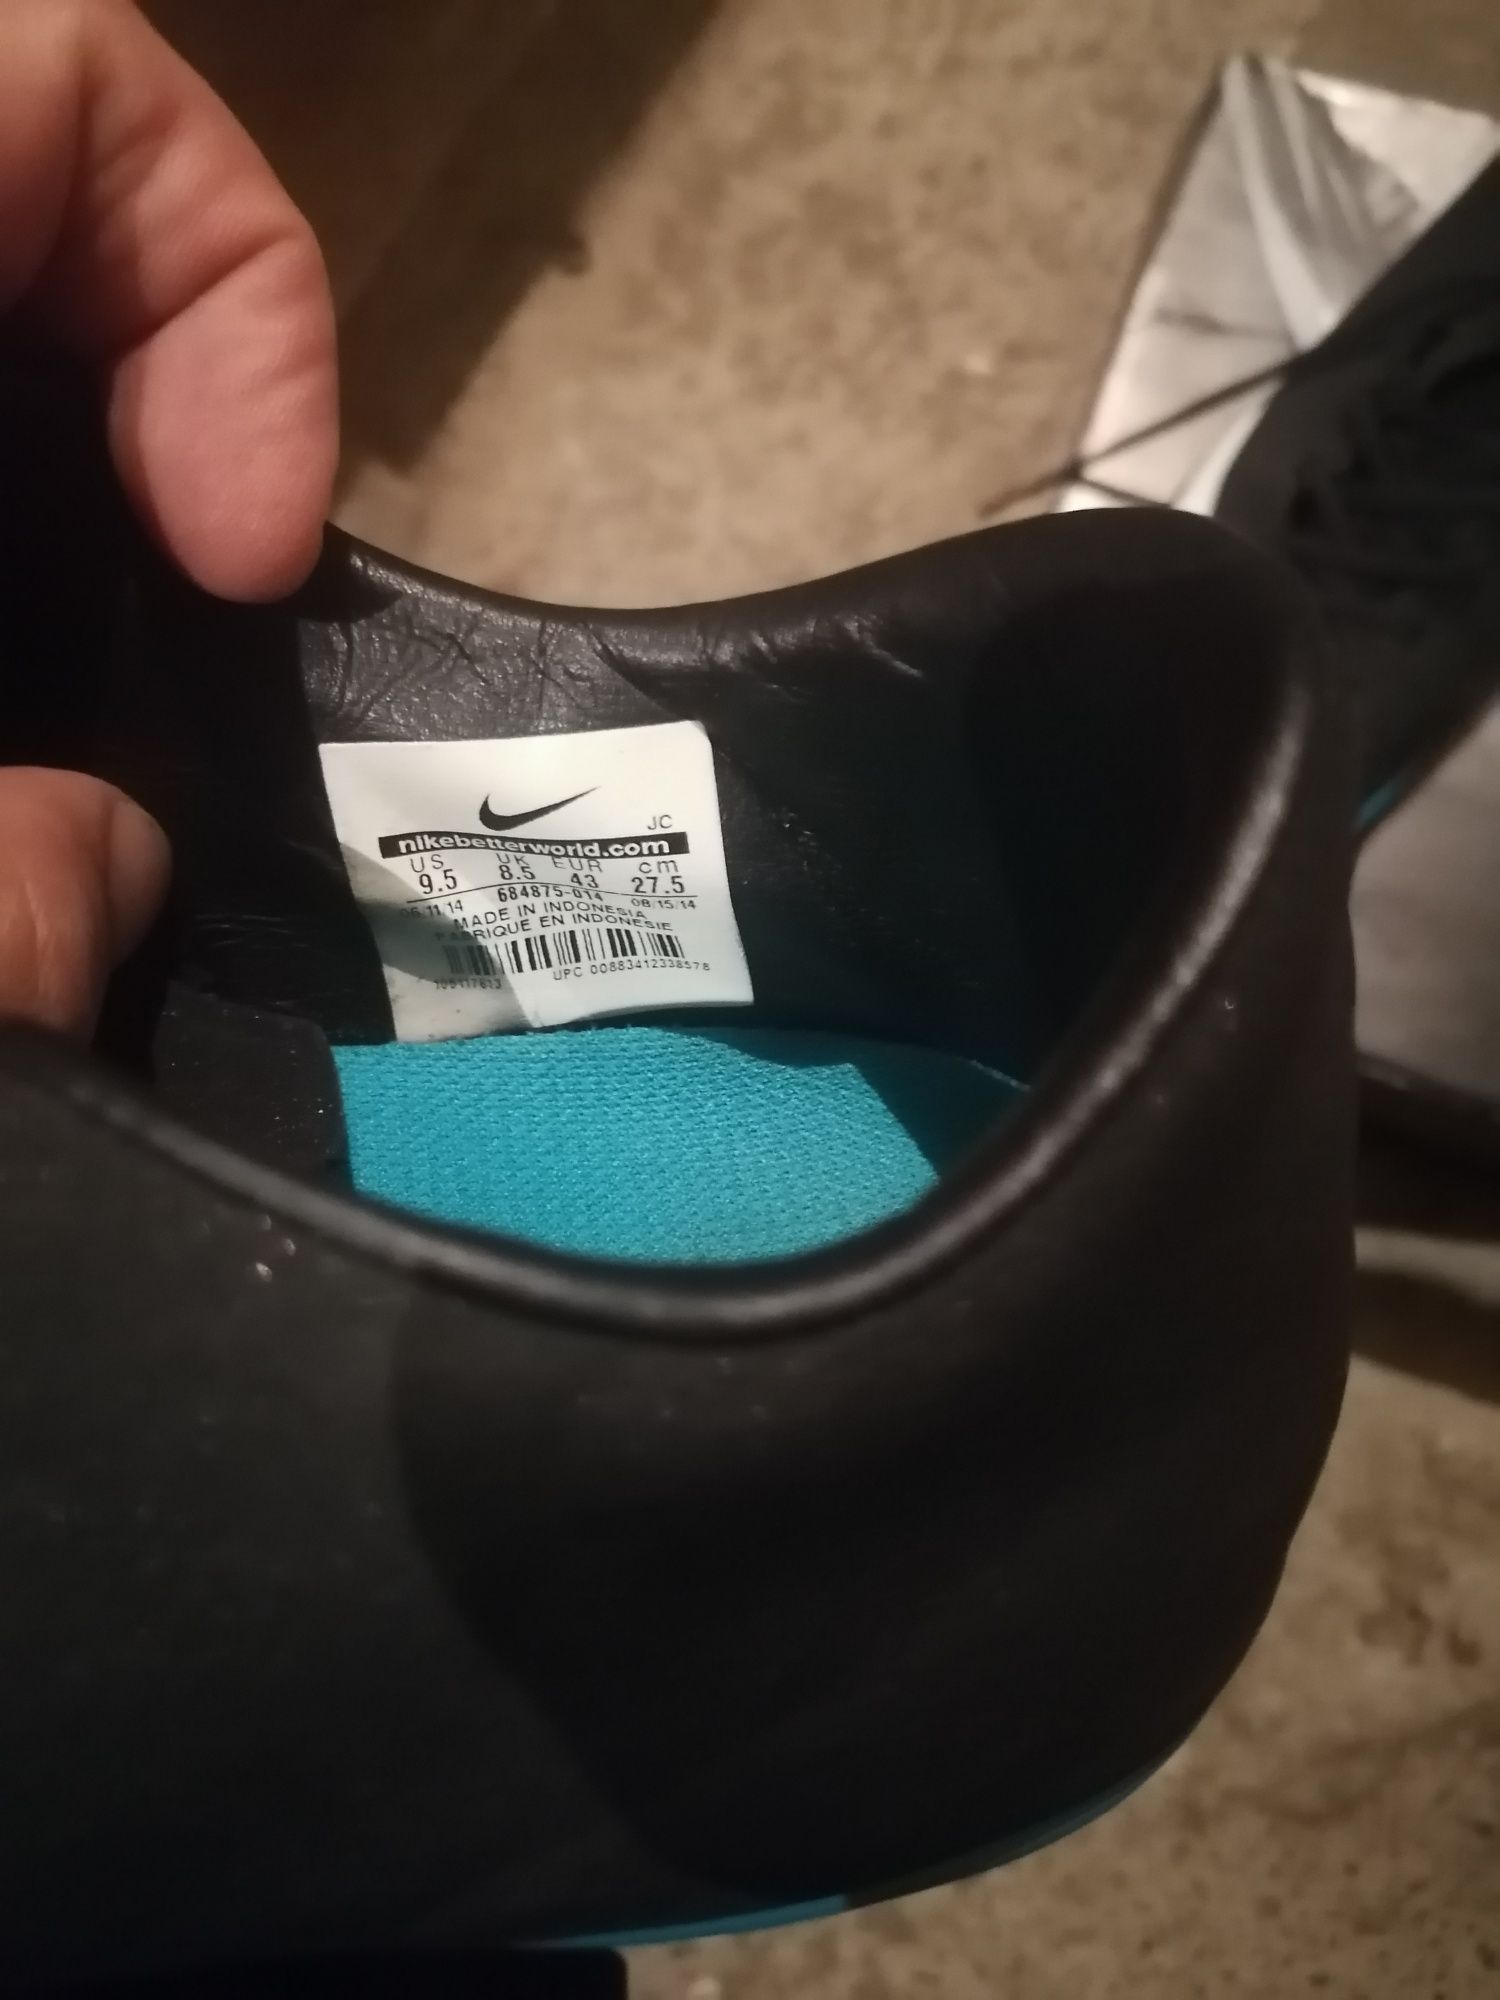 JC
nikebetterworld.com
US UK EUR cm
9.5 8.5 43 27.5
684875-014
06/11/14 08/15/14
MADE IN INDONESIA
FABRIQUE EN INDONESIE
UPC 00883412338578